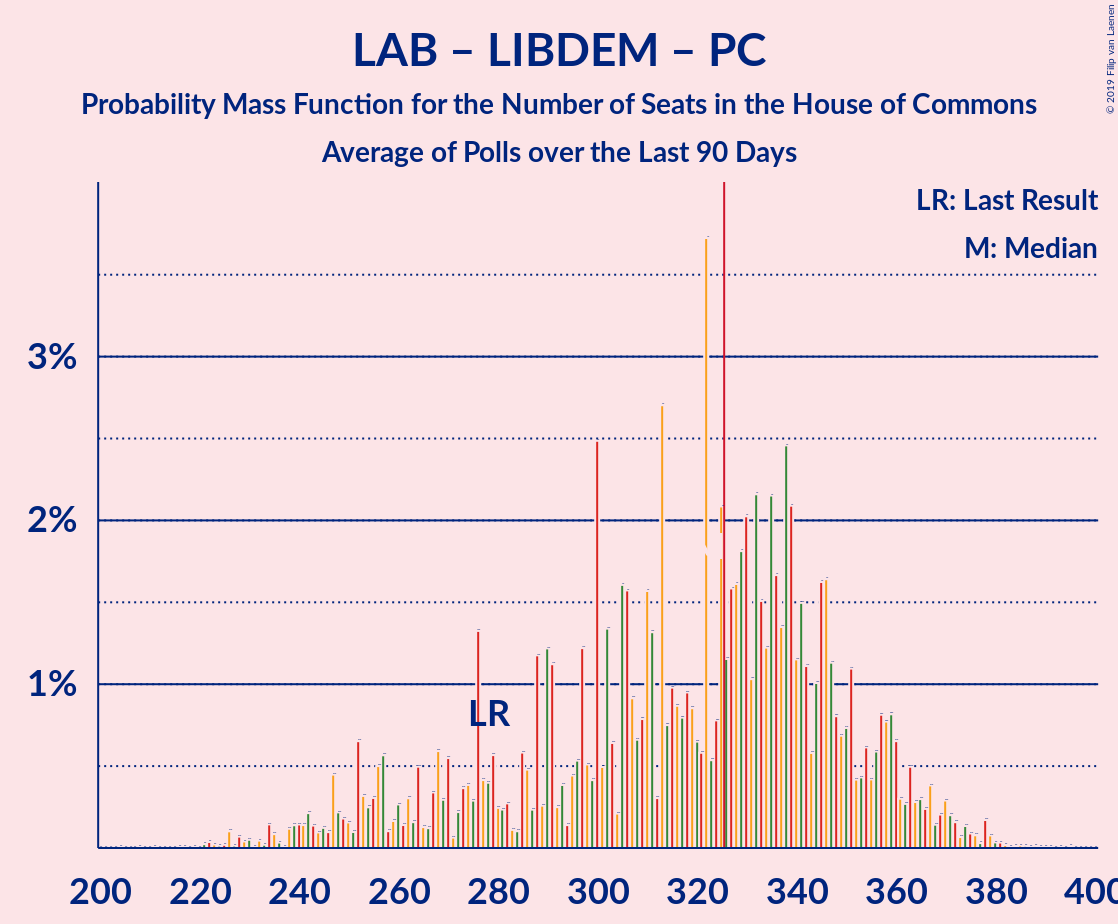 LAB – LIBDEM – PC
Probability Mass Function for the Number of Seats in the House of Commons
Average of Polls over the Last 90 Days
© 2019 Filip van Laenen
LR: Last Result
M: Median
3%
2%
1%
LR
200 220 240 260 280 300 320 340 360 380 400